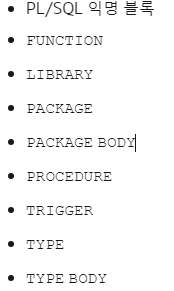 PL/SQL 익명 블록
FUNCTION
LIBRARY
PACKAGE
PACKAGE BODY
PROCEDURE
TRIGGER
TYPE
TYPE BODY